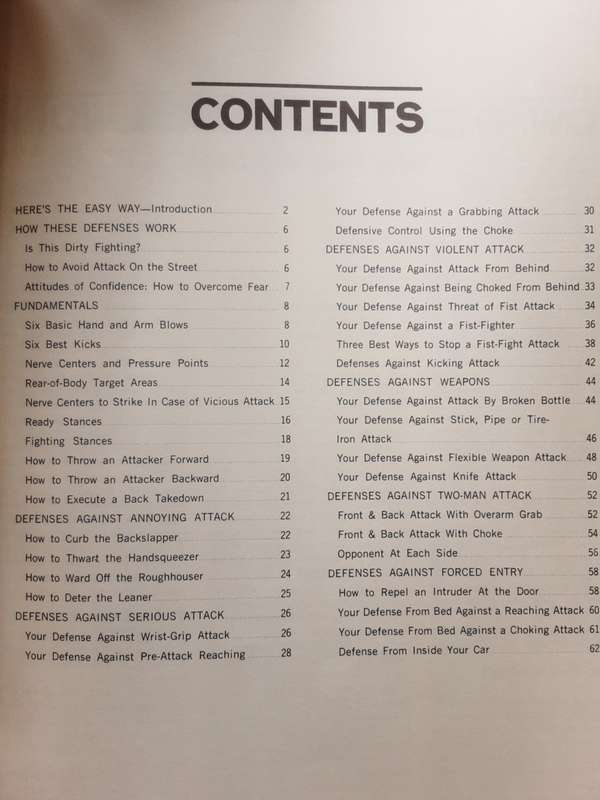 CONTENTS
HERE'S THE EASY WAY—Introduction 2
HOW THESE DEFENSES WORK 6
Is This Dirty Fighting? 6
How to Avoid Attack On the Street 6
Attitudes of Confidence: How to Overcome Fear 7
FUNDAMENTALS 8
Six Basic Hand and Arm Blows 8
Six Best Kicks 10
Nerve Centers and Pressure Points 12
Rear-of-Body Target Areas 14
Nerve Centers to Strike In Case of Vicious Attack 15
Ready Stances 16
Fighting Stances 18
How to Throw an Attacker Forward 19
How to Throw an Attacker Backward 20
How to Execute a Back Takedown 21
DEFENSES AGAINST ANNOYING ATTACK 22
How to Curb the Backslapper 22
How to Thwart the Handsqueezer 23
How to Ward Off the Roughhouser 24
How to Deter the Leaner 25
DEFENSES AGAINST SERIOUS ATTACK 26
Your Defense Against Wrist-Grip Attack 26
Your Defense Against Pre-Attack Reaching 28
Your Defense Against a Grabbing Attack 30
Defensive Control Using the Choke 31
DEFENSES AGAINST VIOLENT ATTACK 32
Your Defense Against Attack From Behind 32
Your Defense Against Being Choked From Behind 33
Your Defense Against Threat of Fist Attack 34
Your Defense Against a Fist-Fighter 36
Three Best Ways to Stop a Fist-Fight Attack 38
Defenses Against Kicking Attack 42
DEFENSES AGAINST WEAPONS 44
Your Defense Against Attack By Broken Bottle 44
Your Defense Against Stick, Pipe or Tire-
Iron Attack 46
Your Defense Against Flexible Weapon Attack 48
Your Defense Against Knife Attack 50
DEFENSES AGAINST TWO-MAN ATTACK 52
Front & Back Attack With Overarm Grab 52
Front & Back Attack With Choke 54
Opponent At Each Side 56
DEFENSES AGAINST FORCED ENTRY 58
How to Repel an Intruder At the Door 58
Your Defense From Bed Against a Reaching Attack 60
Your Defense From Bed Against a Choking Attack 61
Defense From Inside Your Car 62